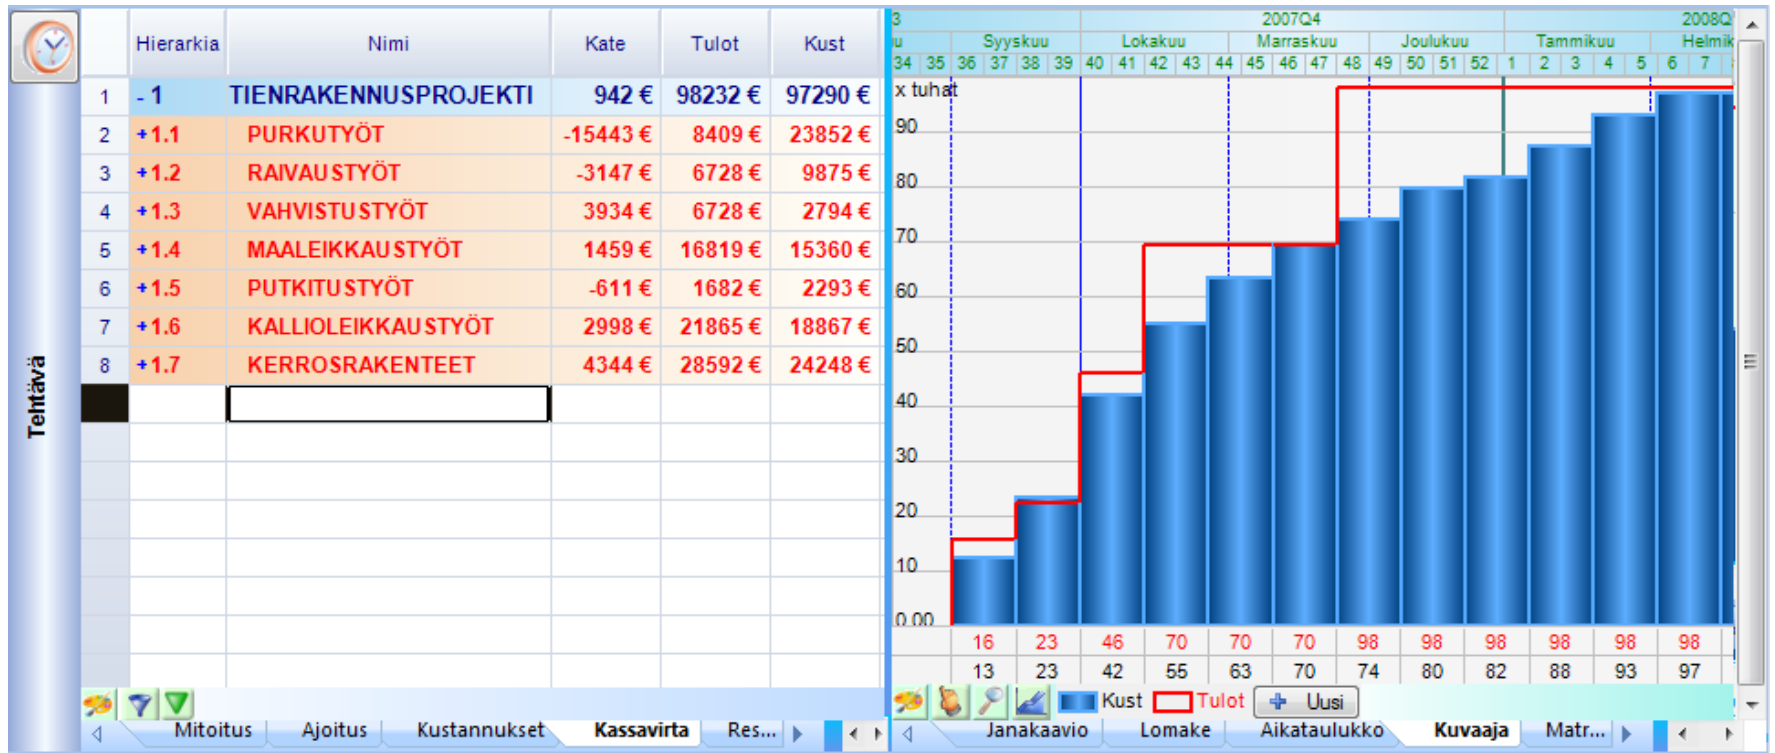 Tehtävä
Hierarkia Nimi Kate Tulot Kust
1 - 1 TIENRAKENNUSPROJEKTI 942 € 98232 € 97290 €
2 +1.1 PURKUTYÖT -15443 € 8409 € 23852 €
3 +1.2 RAIVAUSTYÖT -3147 € 6728 € 9875 €
4 +1.3 VAHVISTUSTYÖT 3934 € 6728 € 2794 €
5 +1.4 MAALEIKKAUSTYÖT 1459 € 16819 € 15360 €
6 +1.5 PUTKITUSTYÖT -611 € 1682 € 2293 €
7 +1.6 KALLIOLEIKKAUSTYÖT 2998 € 21865 € 18867 €
8 +1.7 KERROSRAKENTEET 4344 € 28592 € 24248 €
Mitoitus Ajoitus Kustannukset Kassavirta Res...
3 2007Q4 2008Q
u Syyskuu Lokakuu Marraskuu Joulukuu Tammikuu Helmik
34 35 36 37 38 39 40 41 42 43 44 45 46 47 48 49 50 51 52 1 2 3 4 5 6 7
x tuhat
90
80
70
60
50
40
30
20
10
0.00
16 23 46 70 70 70 98 98 98 98 98 98
13 23 42 55 63 70 74 80 82 88 93 97
Kust Tulot Uusi
Janakaavio Lomake Aikataulukko Kuvaaja Matr...